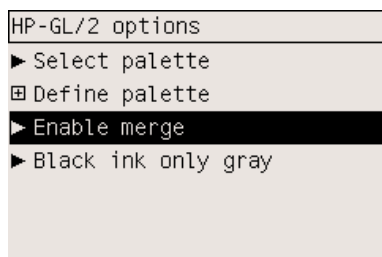 HP-GL/2 options
Select palette
Define palette
Enable merge
Black ink only gray